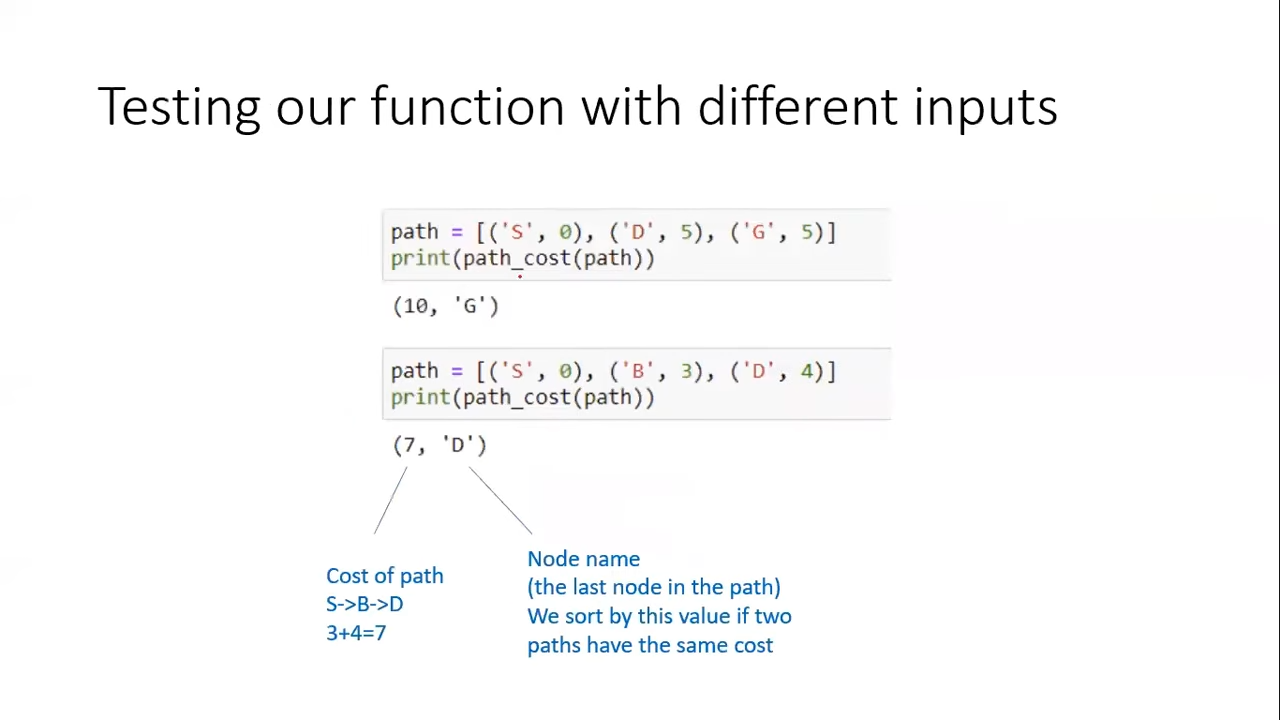 Testing our function with different inputs
path = [('S', 0), ('D', 5), ('G', 5)]
print(path_cost(path))
(10, 'G')
path = [('S', 0), ('B', 3), ('D', 4)]
print(path_cost(path))
(7, 'D')
Cost of path
S->B->D
3+4=7
Node name
(the last node in the path)
We sort by this value if two
paths have the same cost